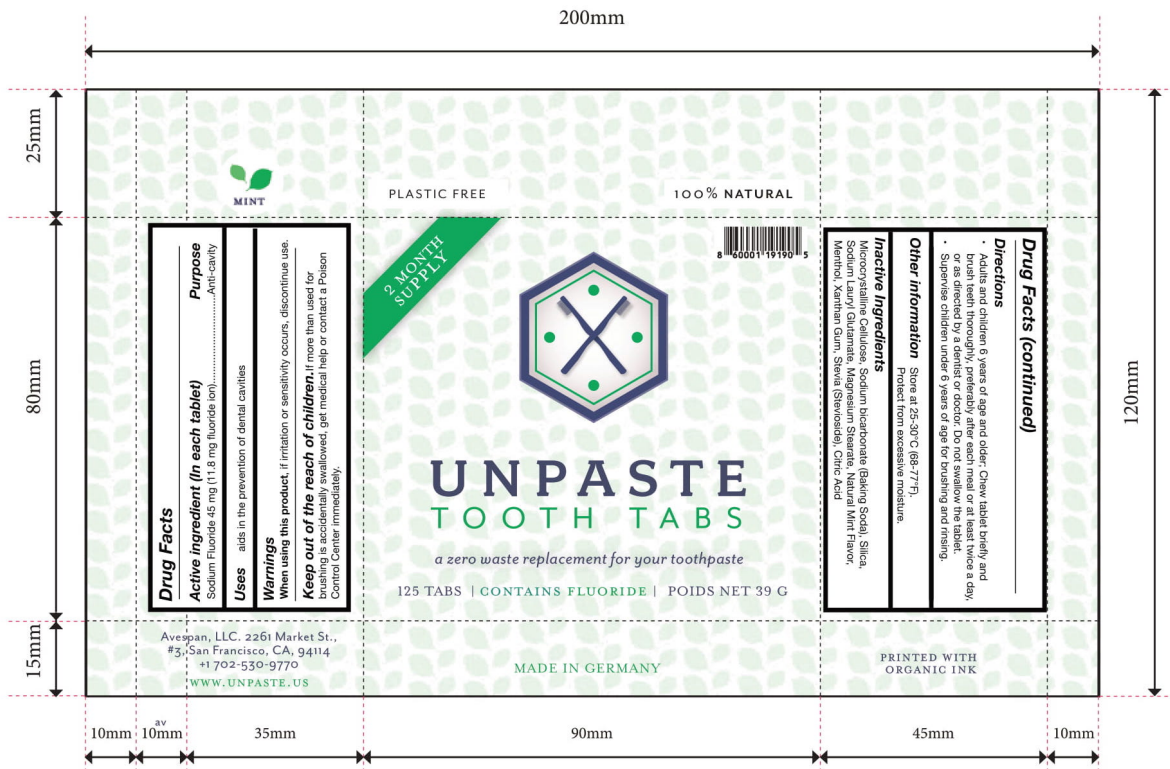 200mm
25mm
80mm
15mm
120mm
MINT
PLASTIC FREE
100% NATURAL
2 MONTH
SUPPLY
8 60001 19190 5
Drug Facts
Active ingredient (In each tablet) Purpose
Sodium Fluoride 45 mg (11.8 mg fluoride ion)..............................Anti-cavity
Uses aids in the prevention of dental cavities
Warnings
When using this product, if irritation or sensitivity occurs, discontinue use.
Keep out of the reach of children.If more than used for
brushing is accidentally swallowed, get medical help or contact a Poison
Control Center immediately.
UNPASTE
TOOTH TABS
a zero waste replacement for your toothpaste
125 TABS | CONTAINS FLUORIDE | POIDS NET 39 G
Drug Facts (continued)
Directions
• Adults and children 6 years of age and older; Chew tablet briefly and
brush teeth thoroughly, preferably after each meal or at least twice a day,
or as directed by a dentist or doctor. Do not swallow the tablet.
• Supervise children under 6 years of age for brushing and rinsing.
Other information Store at 25-30°C (68-77°F),
Protect from excessive moisture.
Inactive Ingredients
Microcrystalline Cellulose, Sodium bicarbonate (Baking Soda), Silica,
Sodium Lauryl Glutamate, Magnesium Stearate, Natural Mint Flavor,
Menthol, Xanthan Gum, Stevia (Stevioside), Citric Acid
Avespan, LLC. 2261 Market St.,
#3, San Francisco, CA, 94114
+1 702-530-9770
WWW.UNPASTE.US
MADE IN GERMANY
PRINTED WITH
ORGANIC INK
av
10mm 10mm 35mm 90mm 45mm 10mm